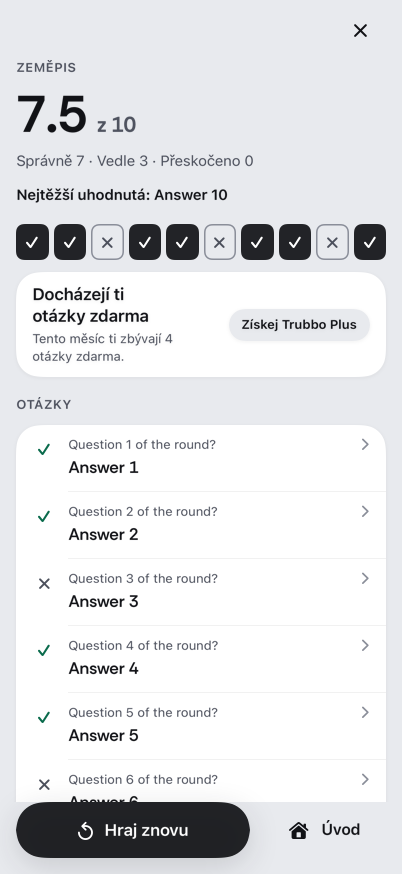 ZEMĚPIS
7.5 z 10
Správně 7 · Vedle 3 · Přeskočeno 0
Nejtěžší uhodnutá: Answer 10
Docházejí ti
otázky zdarma
Tento měsíc ti zbývají 4
otázky zdarma.
Získej Trubbo Plus
OTÁZKY
Question 1 of the round?
Answer 1
Question 2 of the round?
Answer 2
Question 3 of the round?
Answer 3
Question 4 of the round?
Answer 4
Question 5 of the round?
Answer 5
Question 6 of the round?
Answer 6
Hraj znovu
Úvod